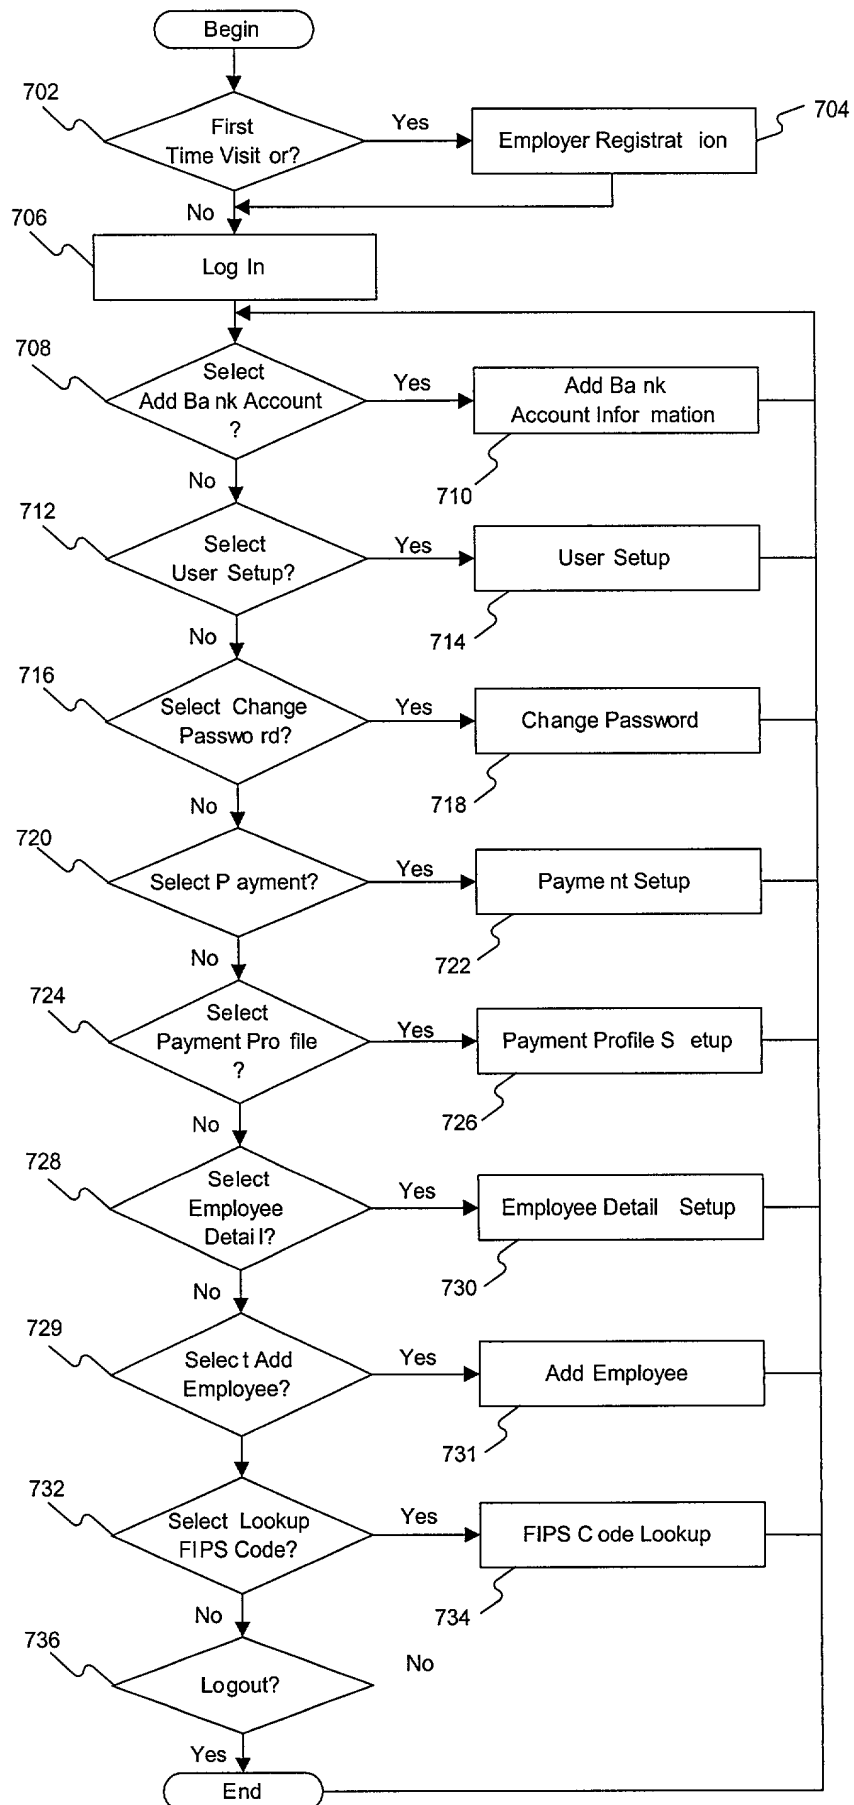 Begin
702
First
Time Visit or?
Yes
Employer Registrat ion
704
No
706
Log In
708
Select
Add Ba nk Account
?
Yes
Add Ba nk
Account Infor mation
710
No
712
Select
User Setup?
Yes
User Setup
714
No
716
Select Change
Passwo rd?
Yes
Change Password
718
No
720
Select P ayment?
Yes
Payme nt Setup
722
No
724
Select
Payment Pro file
?
Yes
Payment Profile S etup
726
No
728
Select
Employee
Detai l?
Yes
Employee Detail Setup
730
No
729
Selec t Add
Employee?
Yes
Add Employee
731
732
Select Lookup
FIPS Code?
Yes
FIPS C ode Lookup
734
No
736
Logout?
No
Yes
End